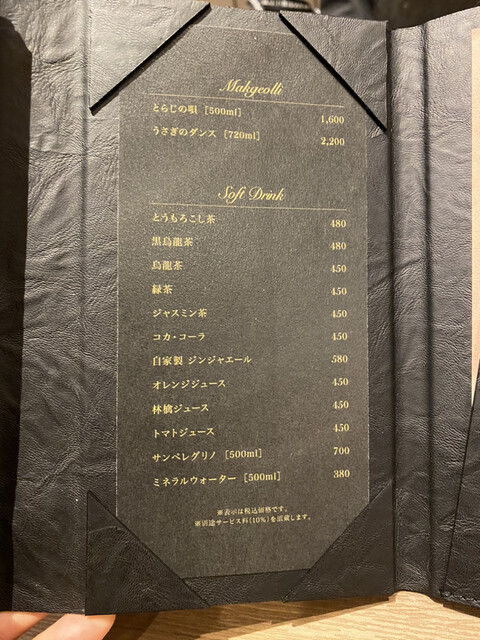 Makgeolli
とらじの唄 [500ml] 1,600
うさぎのダンス [720ml] 2,200
Soft Drink
とうもろこし茶 480
黒烏龍茶 480
烏龍茶 450
緑茶 450
ジャスミン茶 450
コカ・コーラ 450
自家製 ジンジャエール 580
オレンジジュース 450
林檎ジュース 450
トマトジュース 450
サンペレグリノ [500ml] 700
ミネラルウォーター [500ml] 380
※表示は税込価格です。
※別途サービス料(10%)を頂戴します。